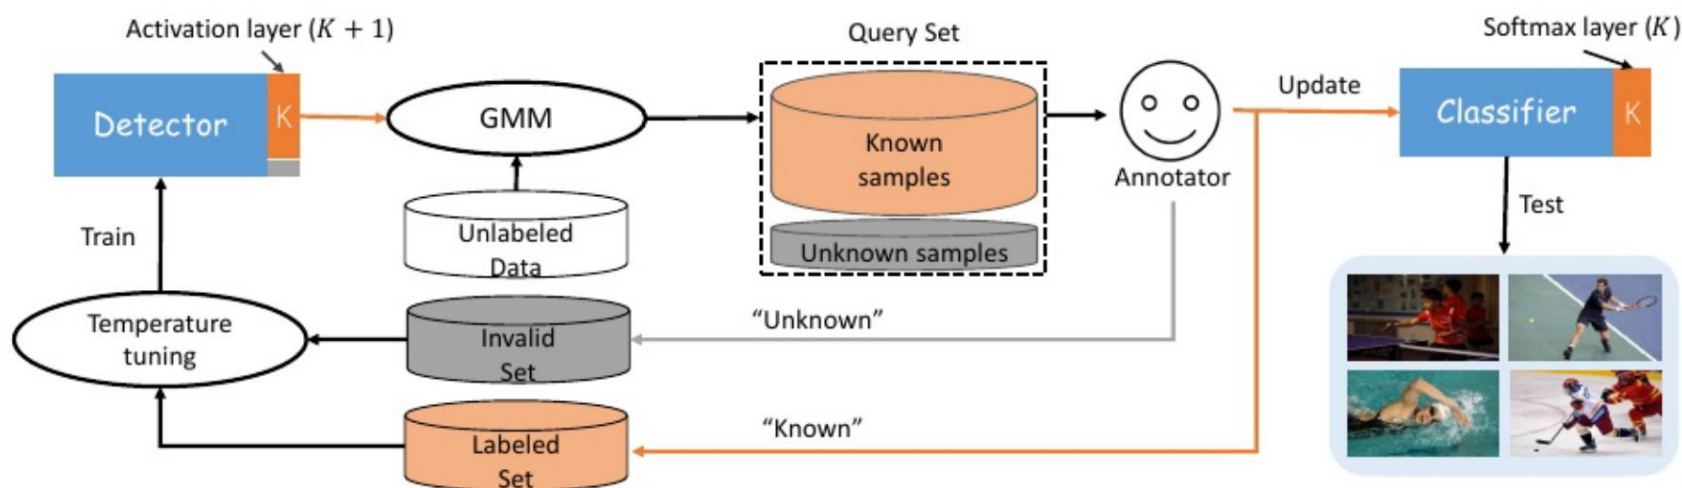 Activation layer (K + 1)
Query Set
Softmax layer (K)
Detector
K
GMM
Known
samples
Unknown samples
Annotator
Update
Classifier
K
Train
Unlabeled
Data
Test
Temperature
tuning
Invalid
Set
“Unknown”
Labeled
Set
“Known”